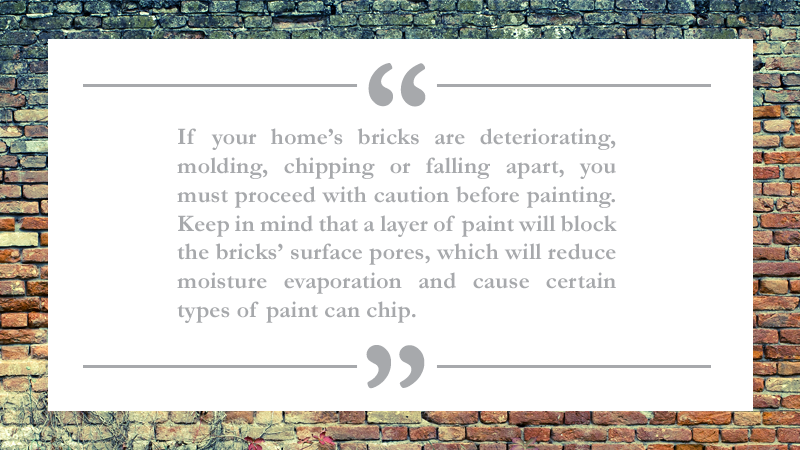 “
If your home’s bricks are deteriorating,
molding, chipping or falling apart, you
must proceed with caution before painting.
Keep in mind that a layer of paint will block
the bricks’ surface pores, which will reduce
moisture evaporation and cause certain
types of paint can chip.
”